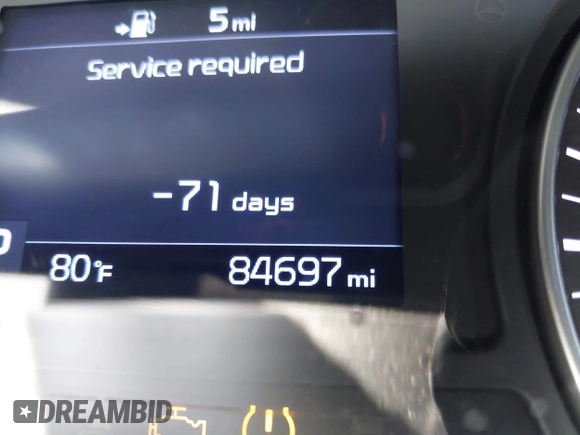 5 mi
Service required
-71 days
80°F 84697 mi
DREAMBID